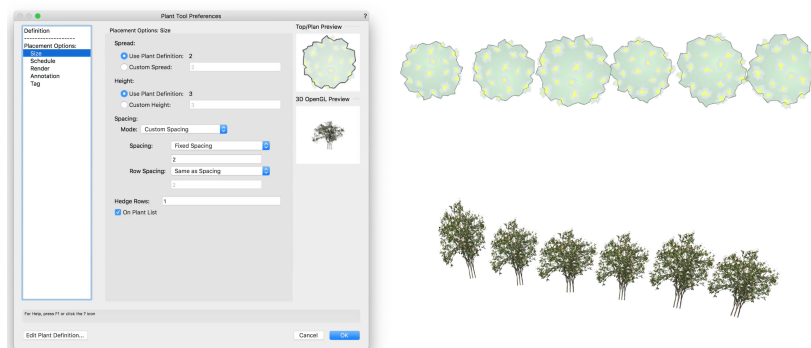 Plant Tool Preferences
?
Definition
-------------------
Placement Options:
Size
Schedule
Render
Annotation
Tag
Placement Options: Size
Spread:
Use Plant Definition: 2
Custom Spread: 2
Height:
Use Plant Definition: 3
Custom Height: 3
Spacing:
Mode: Custom Spacing
Spacing: Fixed Spacing
2
Row Spacing: Same as Spacing
2
Hedge Rows: 1
On Plant List
Top/Plan Preview
3D OpenGL Preview
For Help, press F1 or click the ? icon
Edit Plant Definition...
Cancel
OK